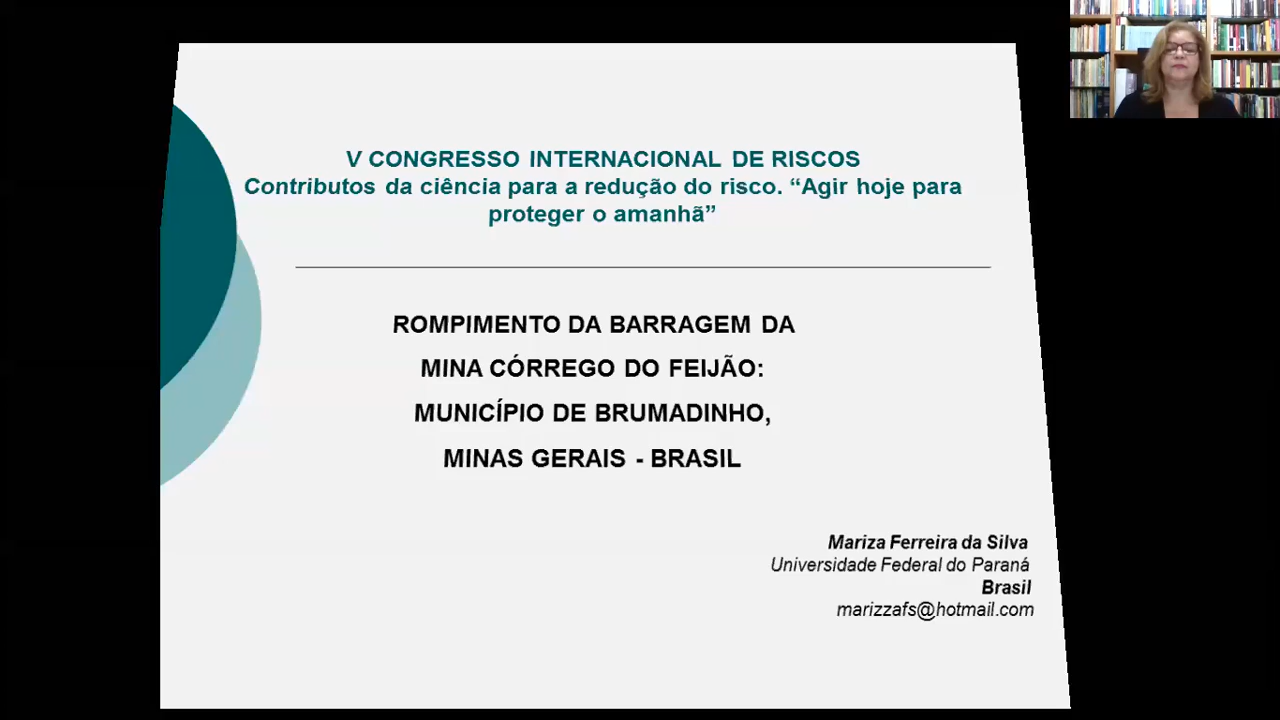 V CONGRESSO INTERNACIONAL DE RISCOS
Contributos da ciência para a redução do risco. “Agir hoje para
proteger o amanhã”
ROMPIMENTO DA BARRAGEM DA
MINA CÓRREGO DO FEIJÃO:
MUNICÍPIO DE BRUMADINHO,
MINAS GERAIS - BRASIL
Mariza Ferreira da Silva
Universidade Federal do Paraná
Brasil
marizzafs@hotmail.com